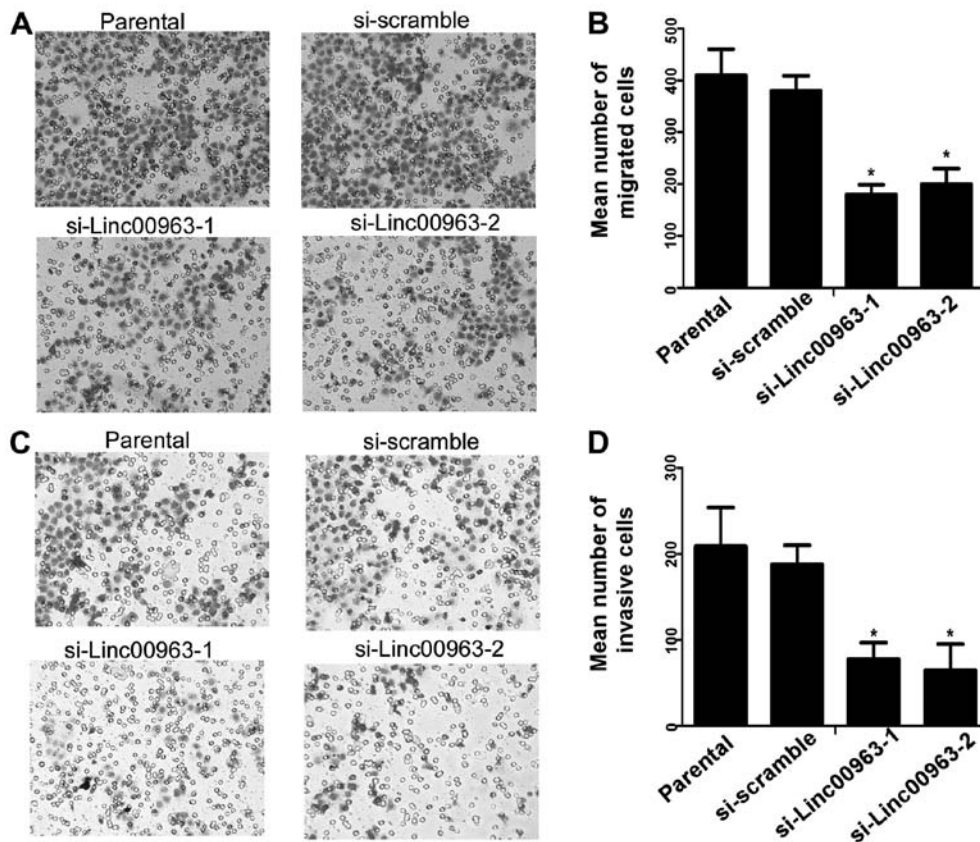 A
Parental
si-scramble
si-Linc00963-1
si-Linc00963-2
B
Mean number of
migrated cells
500
400
300
200
100
0
*
*
Parental
si-scramble
si-Linc00963-1
si-Linc00963-2
C
Parental
si-scramble
si-Linc00963-1
si-Linc00963-2
D
Mean number of
invasive cells
300
200
100
0
*
*
Parental
si-scramble
si-Linc00963-1
si-Linc00963-2